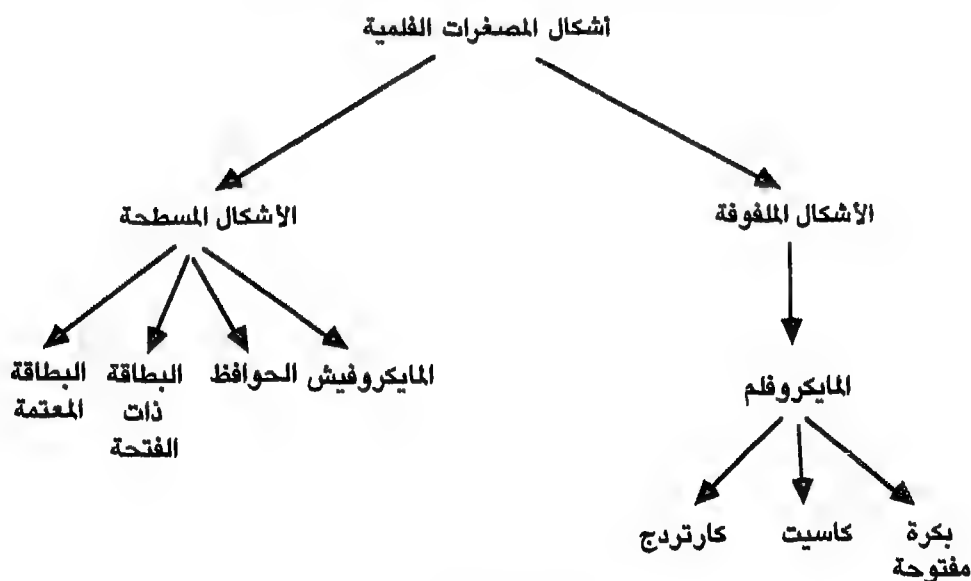 أشكال المصغرات الفلمية
الأشكال الملفوفة
الأشكال المسطحة
المايكروفلم
بكرة
مفتوحة
كاسيت
كارتردج
المايكروفيش
الحوافظ
البطاقة
ذات
الفتحة
البطاقة
المعتمة